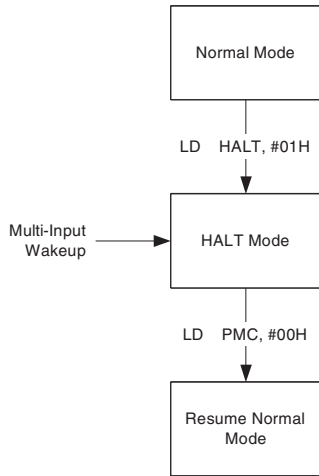 Normal Mode
LD HALT, #01H
Multi-Input
Wakeup
HALT Mode
LD PMC, #00H
Resume Normal
Mode